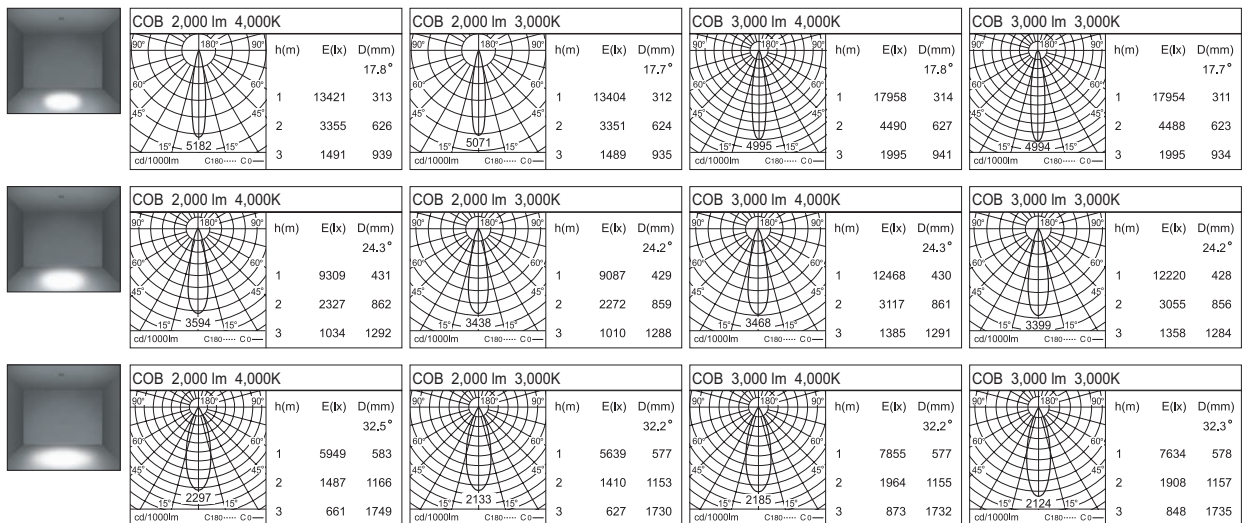 COB 2,000 lm 4,000K
90° 180° 90°
h(m) E(lx) D(mm)
17.8°
60° 60°
1 13421 313
45° 45°
2 3355 626
5182
15° 15°
3 1491 939
cd/1000lm C180 C0
COB 2,000 lm 3,000K
90° 180° 90°
h(m) E(lx) D(mm)
17.7°
60° 60°
1 13404 312
45° 45°
2 3351 624
5071
15° 15°
3 1489 935
cd/1000lm C180 C0
COB 3,000 lm 4,000K
90° 180° 90°
h(m) E(lx) D(mm)
17.8°
60° 60°
1 17958 314
45° 45°
2 4490 627
15° 4995 15°
3 1995 941
cd/1000lm C180 C0
COB 3,000 lm 3,000K
90° 180° 90°
h(m) E(lx) D(mm)
17.7°
60° 60°
1 17954 311
45° 45°
2 4488 623
15° 4994 15°
3 1995 934
cd/1000lm C180 C0
COB 2,000 lm 4,000K
90° 180° 90°
h(m) E(lx) D(mm)
24.3°
60° 60°
1 9309 431
45° 45°
2 2327 862
3594
15° 15°
3 1034 1292
cd/1000lm C180 C0
COB 2,000 lm 3,000K
90° 180° 90°
h(m) E(lx) D(mm)
24.2°
60° 60°
1 9087 429
45° 45°
2 2272 859
15° 3438 15°
3 1010 1288
cd/1000lm C180 C0
COB 3,000 lm 4,000K
90° 180° 90°
h(m) E(lx) D(mm)
24.3°
60° 60°
1 12468 430
45° 45°
2 3117 861
15° 3468 15°
3 1385 1291
cd/1000lm C180 C0
COB 3,000 lm 3,000K
90° 180° 90°
h(m) E(lx) D(mm)
24.2°
60° 60°
1 12220 428
45° 45°
2 3055 856
15° 3399 15°
3 1358 1284
cd/1000lm C180 C0
COB 2,000 lm 4,000K
90° 180° 90°
h(m) E(lx) D(mm)
32.5°
60° 60°
1 5949 583
45° 45°
2 1487 1166
15° 2297 15°
3 661 1749
cd/1000lm C180 C0
COB 2,000 lm 3,000K
90° 180° 90°
h(m) E(lx) D(mm)
32.2°
60° 60°
1 5639 577
45° 45°
2 1410 1153
15° 2133 15°
3 627 1730
cd/1000lm C180 C0
COB 3,000 lm 4,000K
90° 180° 90°
h(m) E(lx) D(mm)
32.2°
60° 60°
1 7855 577
45° 45°
2 1964 1155
15° 2185 15°
3 873 1732
cd/1000lm C180 C0
COB 3,000 lm 3,000K
90° 180° 90°
h(m) E(lx) D(mm)
32.3°
60° 60°
1 7634 578
45° 45°
2 1908 1157
15° 2124 15°
3 848 1735
cd/1000lm C180 C0